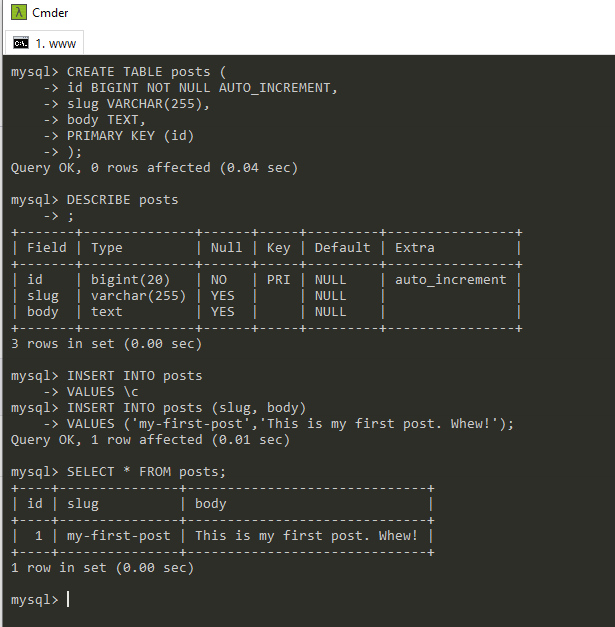 λ Cmder
C:\. 1. www
mysql> CREATE TABLE posts (
    -> id BIGINT NOT NULL AUTO_INCREMENT,
    -> slug VARCHAR(255),
    -> body TEXT,
    -> PRIMARY KEY (id)
    -> );
Query OK, 0 rows affected (0.04 sec)

mysql> DESCRIBE posts
    -> ;
+-------+--------------+------+-----+---------+----------------+
| Field | Type         | Null | Key | Default | Extra          |
+-------+--------------+------+-----+---------+----------------+
| id    | bigint(20)   | NO   | PRI | NULL    | auto_increment |
| slug  | varchar(255) | YES  |     | NULL    |                |
| body  | text         | YES  |     | NULL    |                |
+-------+--------------+------+-----+---------+----------------+
3 rows in set (0.00 sec)

mysql> INSERT INTO posts
    -> VALUES \c
mysql> INSERT INTO posts (slug, body)
    -> VALUES ('my-first-post','This is my first post. Whew!');
Query OK, 1 row affected (0.01 sec)

mysql> SELECT * FROM posts;
+----+---------------+------------------------------+
| id | slug          | body                         |
+----+---------------+------------------------------+
|  1 | my-first-post | This is my first post. Whew! |
+----+---------------+------------------------------+
1 row in set (0.00 sec)

mysql>